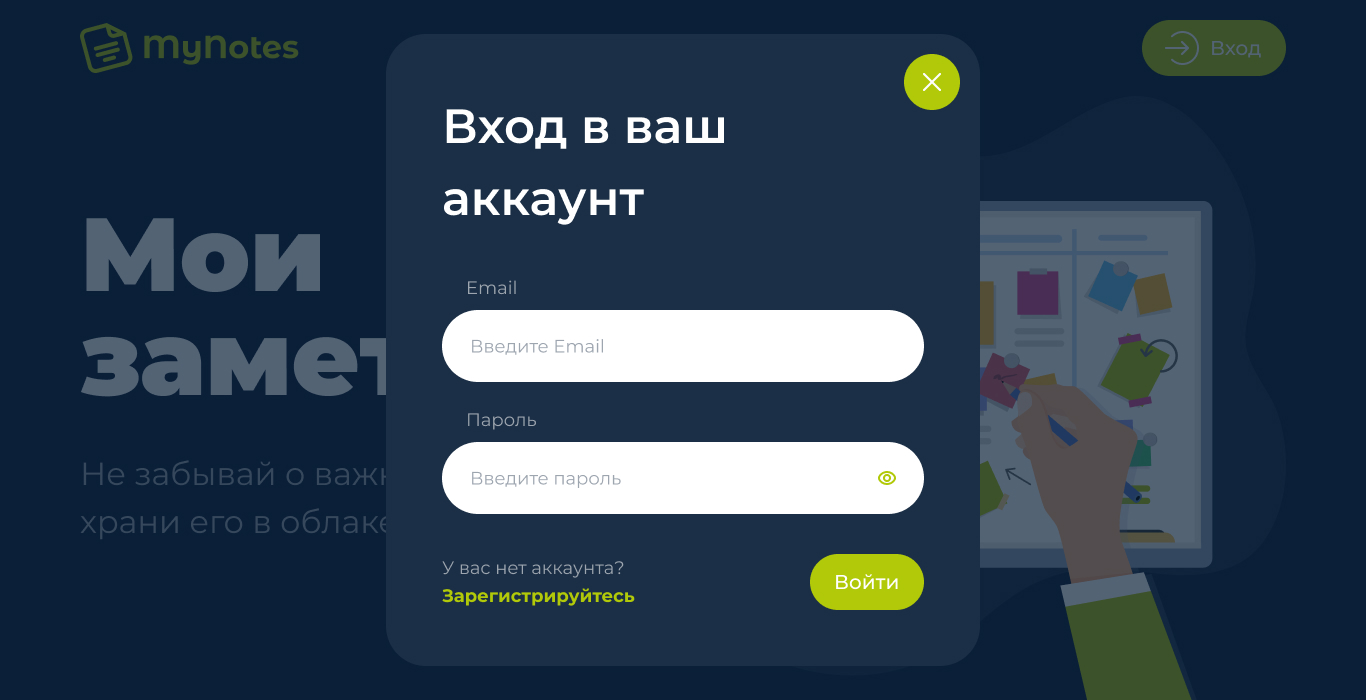 MyNotes
Вход
Мои
замет
Не забывай о важн
храни его в облаке
Вход в ваш
аккаунт
Email
Введите Email
Пароль
Введите пароль
У вас нет аккаунта?
Зарегистрируйтесь
Войти